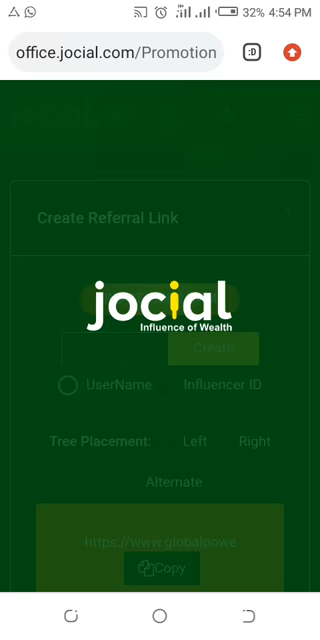 32% 4:54 PM
office.jocial.com/Promotion
:D
Create Referral Link
jocial
Influence of Wealth
Create
UserName Influencer ID
Tree Placement: Left Right
Alternate
https://www.globalpowe
Copy